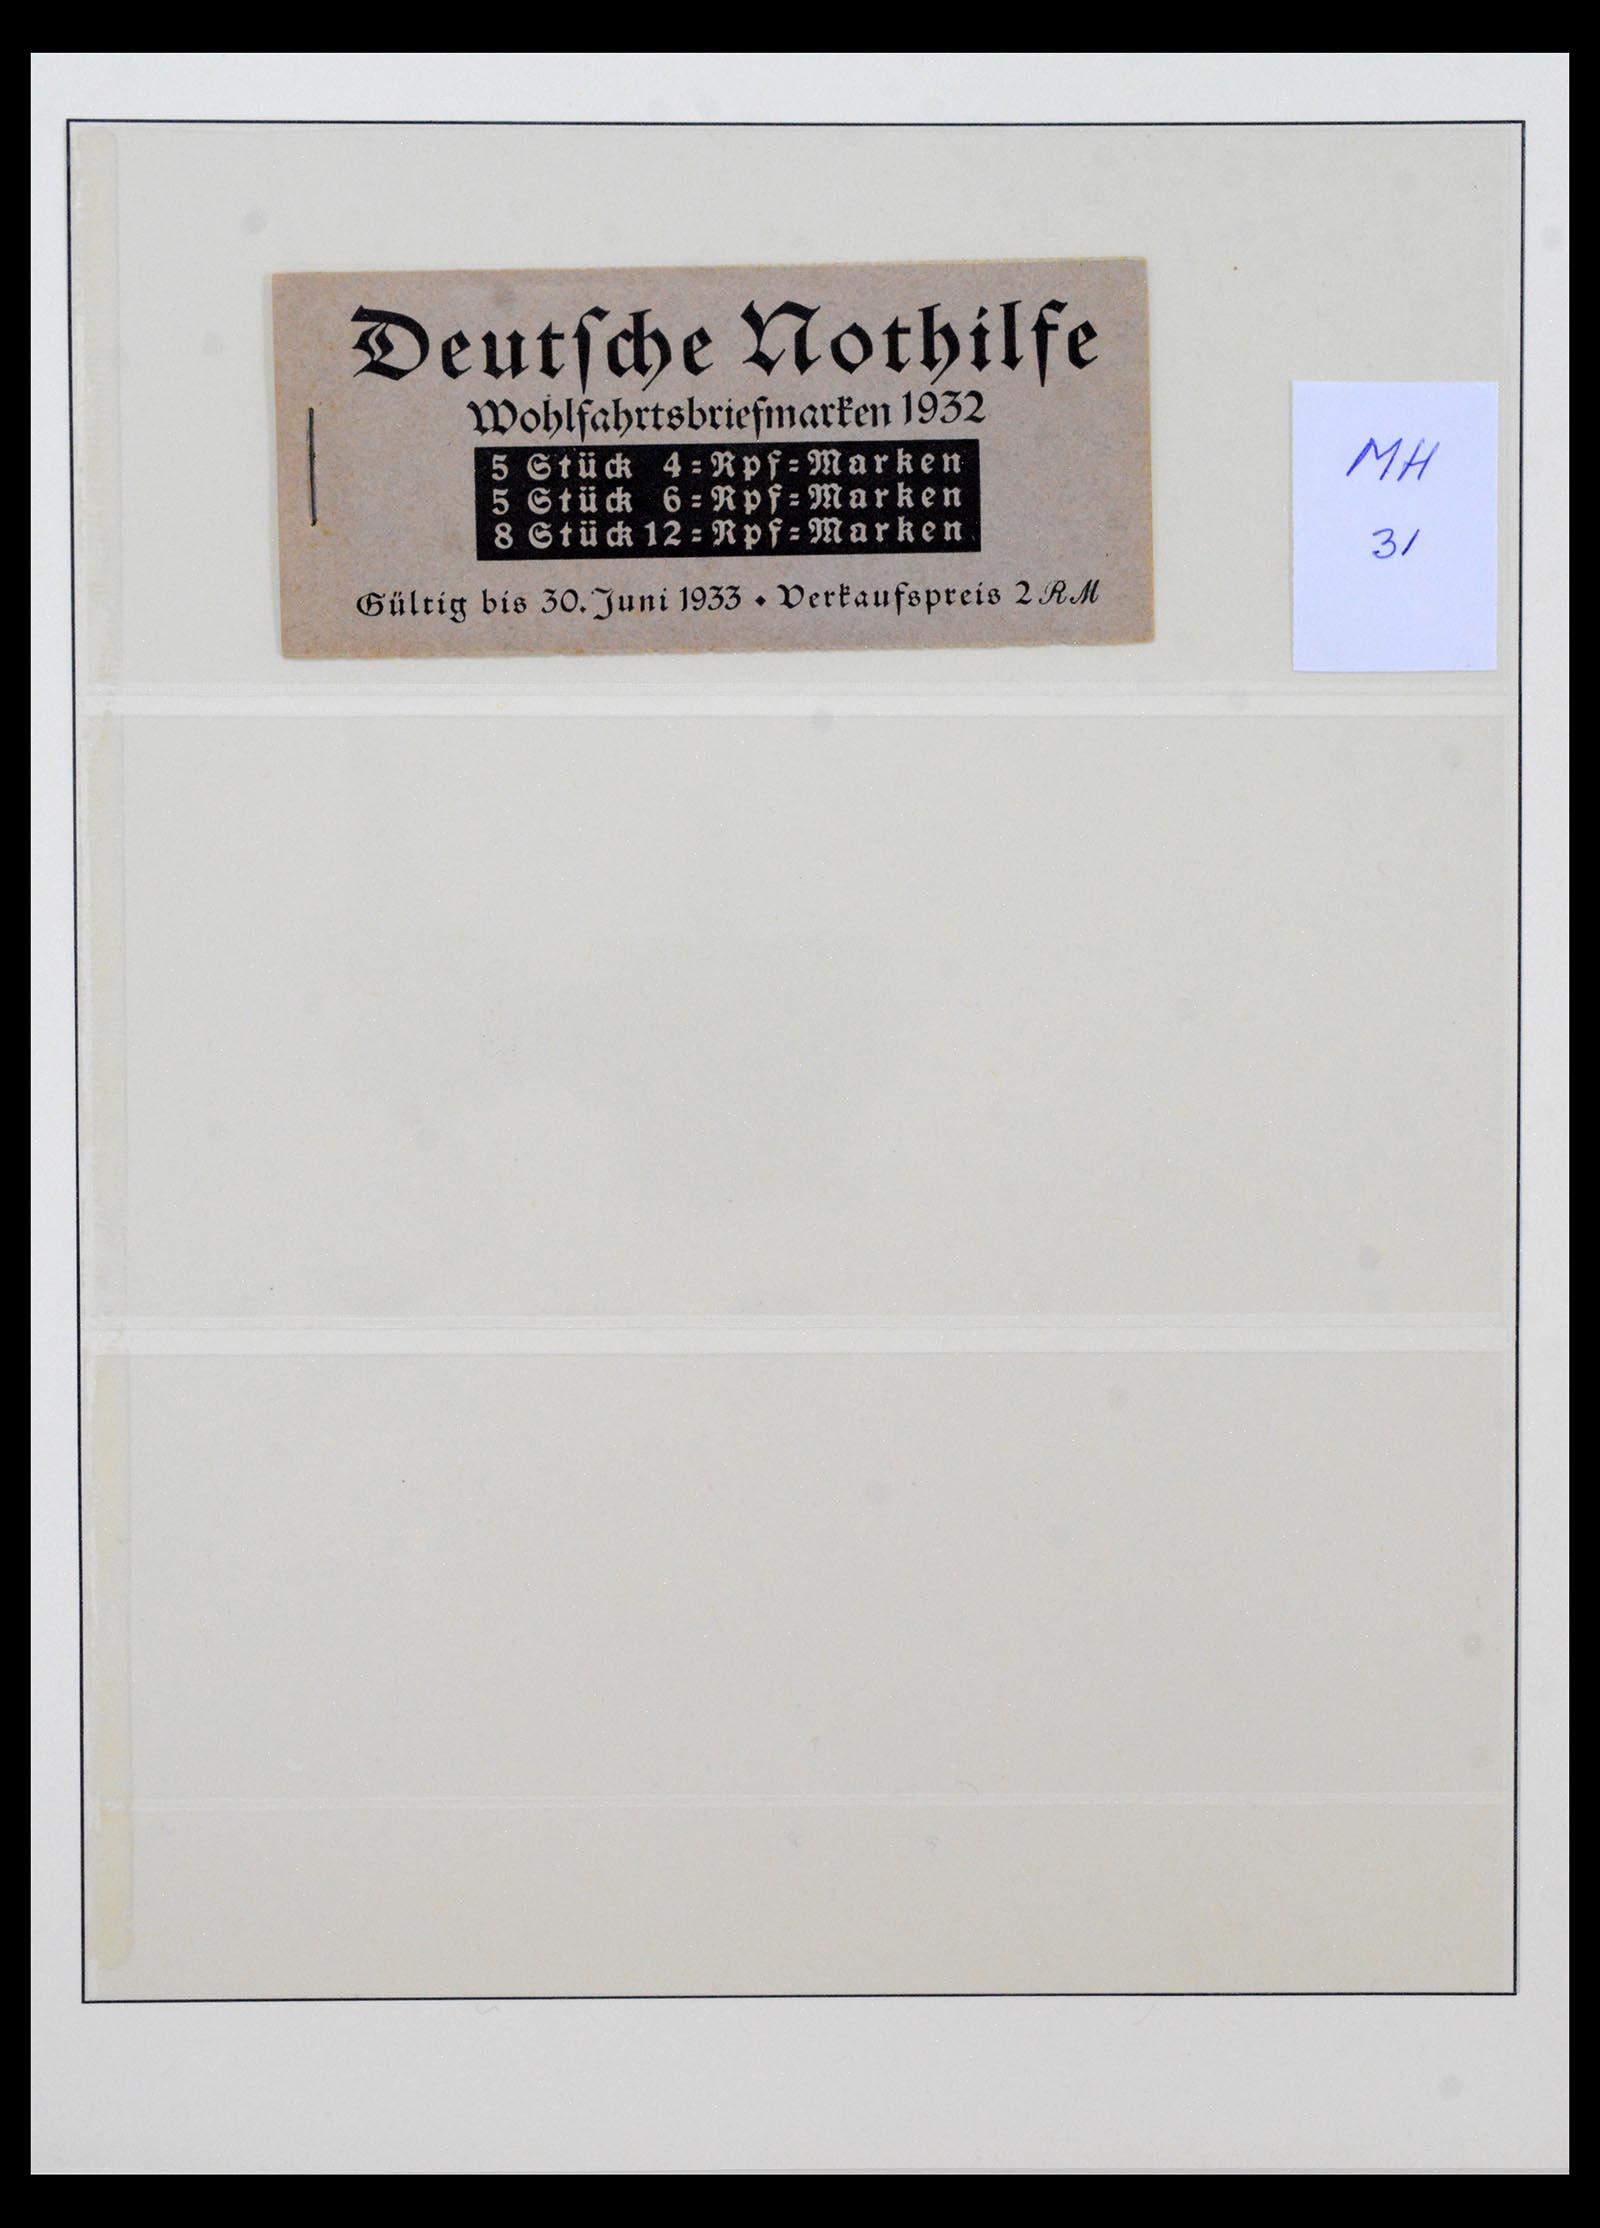 Deutſche Nothilfe
Wohlfahrtsbriefmarken 1932
5 Stück 4=Rpf=Marken
5 Stück 6=Rpf=Marken
8 Stück 12=Rpf=Marken
Gültig bis 30. Juni 1933 • Verkaufspreis 2 RM
MH
31